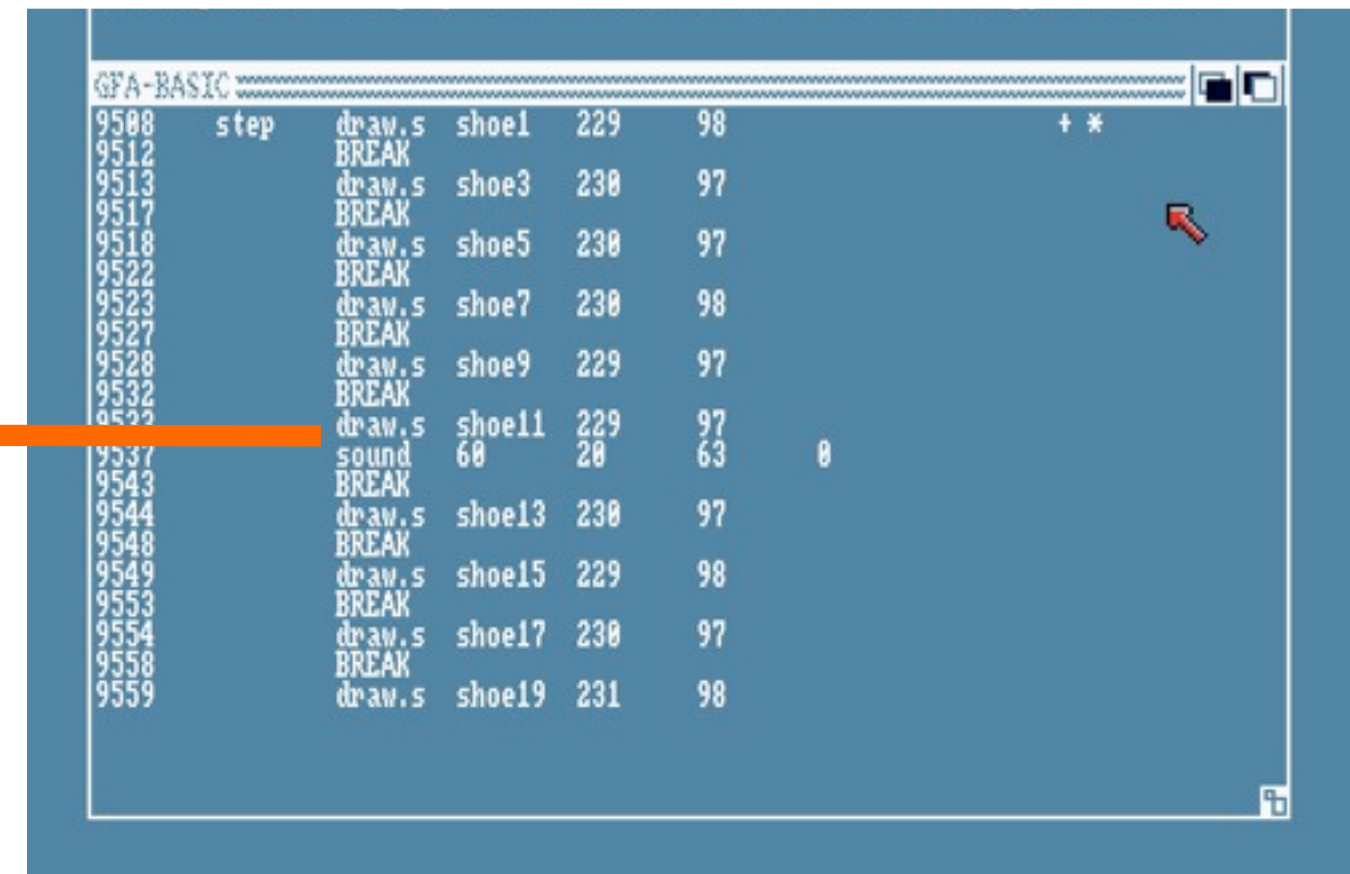 GFA-BASIC
9508 step draw.s shoe1 229 98 + *
9512 BREAK
9513 draw.s shoe3 230 97
9517 BREAK
9518 draw.s shoe5 230 97
9522 BREAK
9523 draw.s shoe7 230 98
9527 BREAK
9528 draw.s shoe9 229 97
9532 BREAK
9533 draw.s shoe11 229 97
9537 sound 60 20 63 0
9543 BREAK
9544 draw.s shoe13 230 97
9548 BREAK
9549 draw.s shoe15 229 98
9553 BREAK
9554 draw.s shoe17 230 97
9558 BREAK
9559 draw.s shoe19 231 98